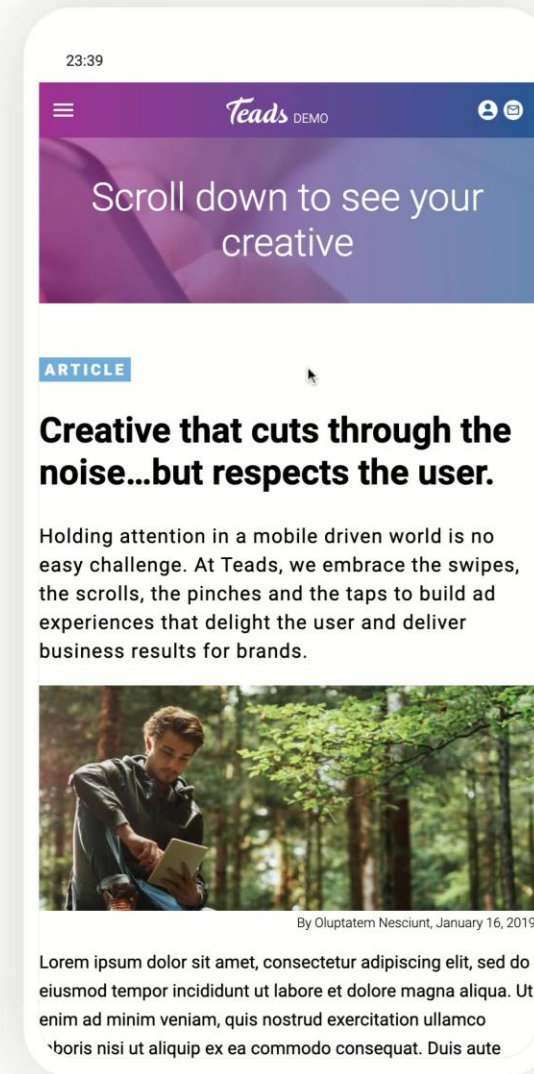 23:39
Teads DEMO
Scroll down to see your
creative
ARTICLE
Creative that cuts through the
noise...but respects the user.
Holding attention in a mobile driven world is no
easy challenge. At Teads, we embrace the swipes,
the scrolls, the pinches and the taps to build ad
experiences that delight the user and deliver
business results for brands.
By Oluptatem Nesciunt, January 16, 2019
Lorem ipsum dolor sit amet, consectetur adipiscing elit, sed do
eiusmod tempor incididunt ut labore et dolore magna aliqua. Ut
enim ad minim veniam, quis nostrud exercitation ullamco
laboris nisi ut aliquip ex ea commodo consequat. Duis aute